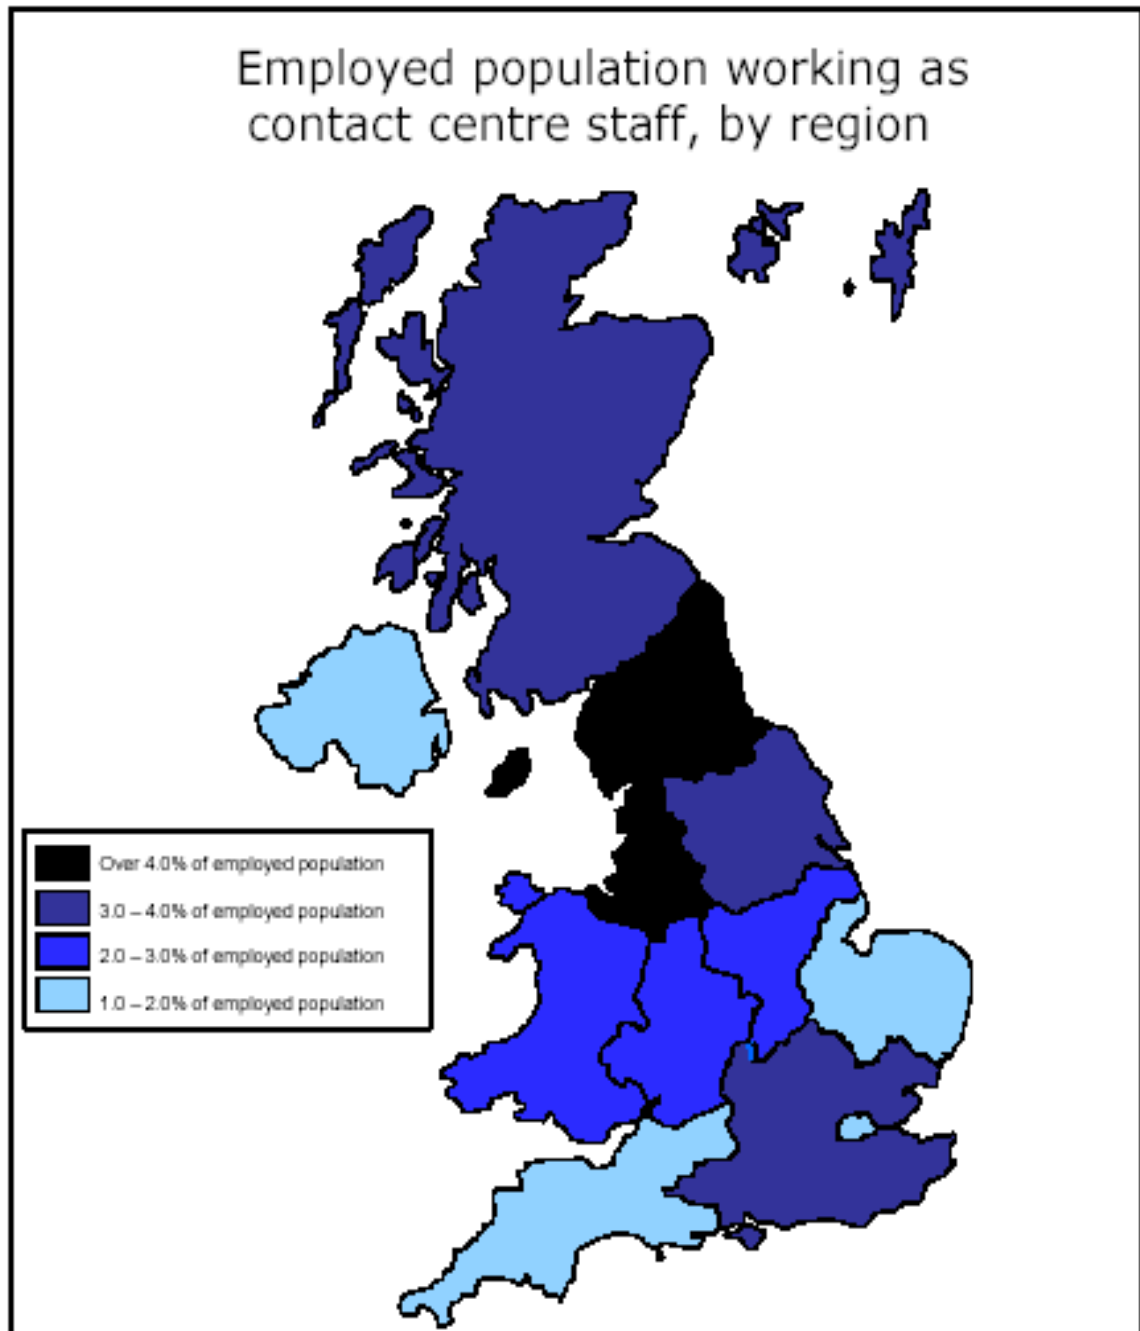 Employed population working as
contact centre staff, by region
Over 4.0% of employed population
3.0 – 4.0% of employed population
2.0 – 3.0% of employed population
1.0 – 2.0% of employed population